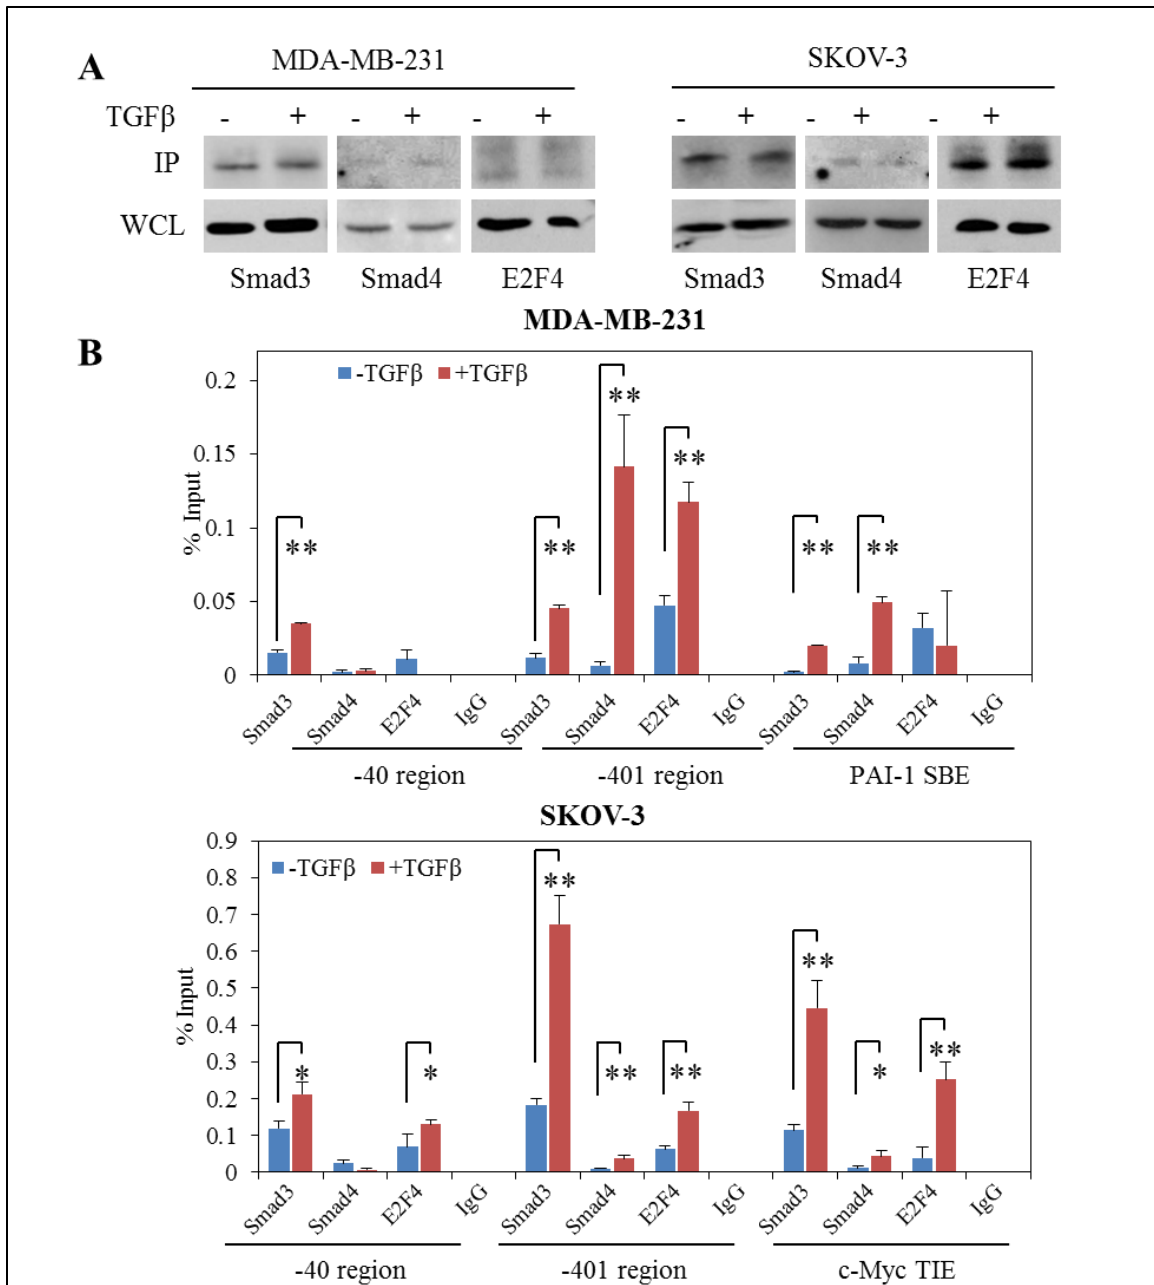 A
MDA-MB-231
SKOV-3
TGFβ - + - + - + - + - + - +
IP
WCL
Smad3 Smad4 E2F4 Smad3 Smad4 E2F4
B
MDA-MB-231
-TGFβ +TGFβ
% Input
0.2
0.15
0.1
0.05
0
** ** ** ** ** **
Smad3 Smad4 E2F4 IgG Smad3 Smad4 E2F4 IgG Smad3 Smad4 E2F4 IgG
-40 region -401 region PAI-1 SBE
SKOV-3
-TGFβ +TGFβ
% Input
0.9
0.8
0.7
0.6
0.5
0.4
0.3
0.2
0.1
0
* * ** ** ** ** * **
Smad3 Smad4 E2F4 IgG Smad3 Smad4 E2F4 IgG Smad3 Smad4 E2F4 IgG
-40 region -401 region c-Myc TIE